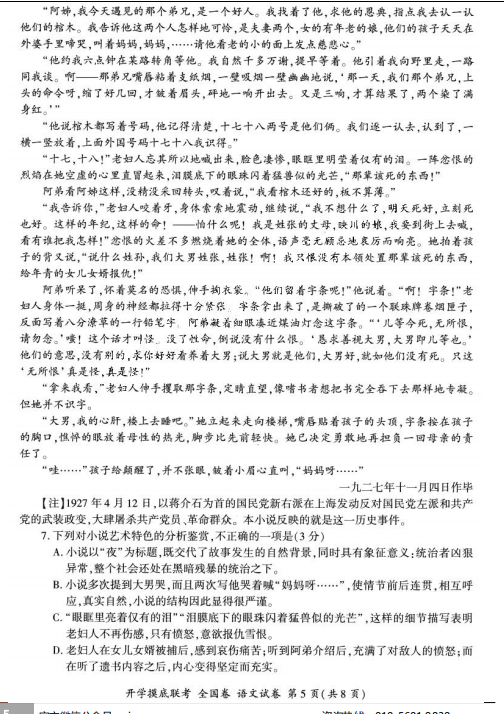 “阿姊,我今天遇见的那个弟兄,是一个好人。我找着了他,求他的恩典,指点我去认一认
他们的棺木。我告诉他这两个人怎样地可怜,是夫妻两个,女的有年老的娘,他们的孩子天天在
外婆手里啼哭,叫着妈妈,妈妈,……请他看老的小的面上发点慈悲心。”
“他约我六点钟在某路转角等他。我自然千多万谢,提早等着。他引着我向野里走,一路
同我谈。啊——那弟兄嘴唇粘着支纸烟,一壁吸烟一壁幽幽地说,‘那一天,我们那个弟兄,上
头的命令呀,缩了好几回,才皱着眉头,砰地一响开出去。又是三响,才算结果了,两个染了满
身红。’”
“他说棺木都写着号码,他记得清楚,十七十八两号是他们俩。我们逐一认去,认到了,一
横一竖放着,上面外国号码十七十八我识得。”
“十七,十八!”老妇人忘其所以地喊出来,脸色凄惨,眼眶里明莹着仅有的泪。一阵忿恨的
烈焰在她空虚的心里直冒起来,泪膜底下的眼珠闪着猛兽似的光芒,“那辈该死的东西!”
阿弟看阿姊这样,没精没采回转头,叹着说,“我看棺木还好的,板不算薄。”
“我告诉你,”老妇人咬着牙,身体索索地震动,继续说,“我不想什么了,明天死好,立刻死
也好。这样的年纪,这样的命!——怕什么呢!我是姓张的丈母,映川的娘,我要到街上去喊,
看有谁把我怎样!”忿恨的火差不多燃烧着她的全体,语声毫无顾忌地哀厉而响亮。她拍着孩
子的背又说,“说什么姓孙,我们大男姓张,姓张!啊!我只恨没有本领处置那辈该死的东西,
给年青的女儿女婿报仇!”
阿弟听呆了,怀着莫名的恐惧,伸手掏衣袋。“他们留着字条呢!”他说着。“啊!字条!”老
妇人身体一挺,周身的神经都拉得十分紧张。字条拿出来了,是撕破了的一个联珠牌卷烟匣子,
反面写着八分潦草的一行铅笔字。阿弟凝着细眼凑近煤油灯念这字条。“‘儿等今死,无所恨,
请勿念。’嗤!这个话才叫怪。没了性命,倒说没有什么恨。‘恳求善视大男,大男即儿等也。’
他们的意思,没有别的,求你好好看养着大男;说大男就是他们,大男好,就如他们没有死。只这
‘无所恨’真是怪,真是怪!”
“拿来我看,”老妇人伸手攫取那字条,定睛直望,像嗜书者想把书完全吞下去那样地专凝。
但她并不识字。
“大男,我的心肝,楼上去睡吧。”她立起来走向楼梯,嘴唇贴着孩子的头顶,字条按在孩子
的胸口,憔悴的眼放着母性的热光,脚步比先前轻快。她已决定勇敢地再担负一回母亲的责
任了。
“哇……”孩子给颠醒了,并不张眼,皱着小眉心直叫,“妈妈呀……”
一九二七年十一月四日作毕
【注】1927 年 4 月 12 日,以蒋介石为首的国民党新右派在上海发动反对国民党左派和共产
党的武装政变,大肆屠杀共产党员、革命群众。本小说反映的就是这一历史事件。
7.下列对小说艺术特色的分析鉴赏,不正确的一项是(3 分)
A.小说以“夜”为标题,既交代了故事发生的自然背景,同时具有象征意义;统治者凶狠
异常,整个社会还处在黑暗残暴的统治之下。
B.小说多次提到大男哭,而且两次写他哭着喊“妈妈呀……”,使情节前后连贯,相互呼
应,真实自然,小说的结构因此显得很严谨。
C.“眼眶里亮着仅有的泪”“泪膜底下的眼珠闪着猛兽似的光芒”,这样的细节描写表明
老妇人不再伤感,只有愤怒,意欲报仇雪恨。
D.老妇人在女儿女婿被捕后,感到哀伤痛苦;听到阿弟介绍后,充满了对敌人的愤怒;而
在听了遗书内容之后,内心变得坚定而充实。
开学摸底联考 全国卷 语文试卷 第 5 页(共 8 页)